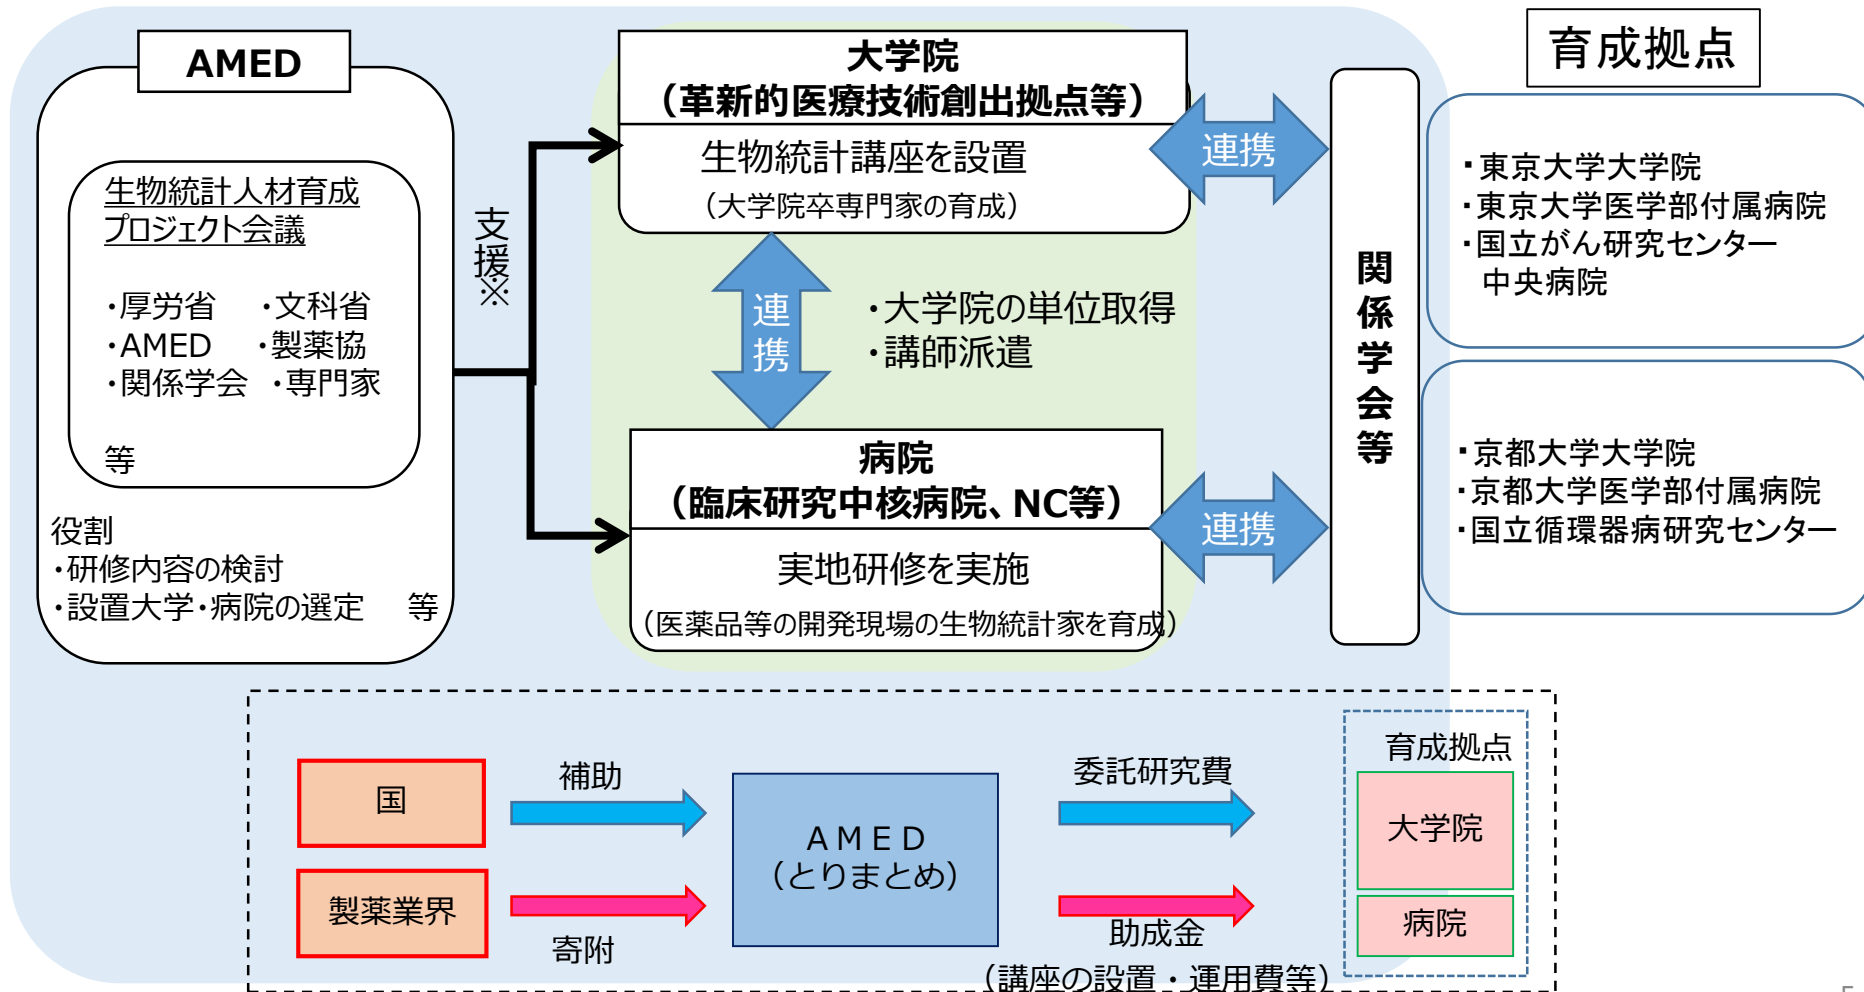 AMED
生物統計人材育成
プロジェクト会議
・厚労省　・文科省
・AMED　・製薬協
・関係学会　・専門家
等
役割
・研修内容の検討
・設置大学・病院の選定　等
支援※
大学院
（革新的医療技術創出拠点等）
生物統計講座を設置
（大学院卒専門家の育成）
連携
・大学院の単位取得
・講師派遣
病院
（臨床研究中核病院、NC等）
実地研修を実施
（医薬品等の開発現場の生物統計家を育成）
連携
連携
関係学会等
育成拠点
・東京大学大学院
・東京大学医学部付属病院
・国立がん研究センター
中央病院
・京都大学大学院
・京都大学医学部付属病院
・国立循環器病研究センター
国
補助
製薬業界
寄附
ＡＭＥＤ
（とりまとめ）
委託研究費
助成金
（講座の設置・運用費等）
育成拠点
大学院
病院
5